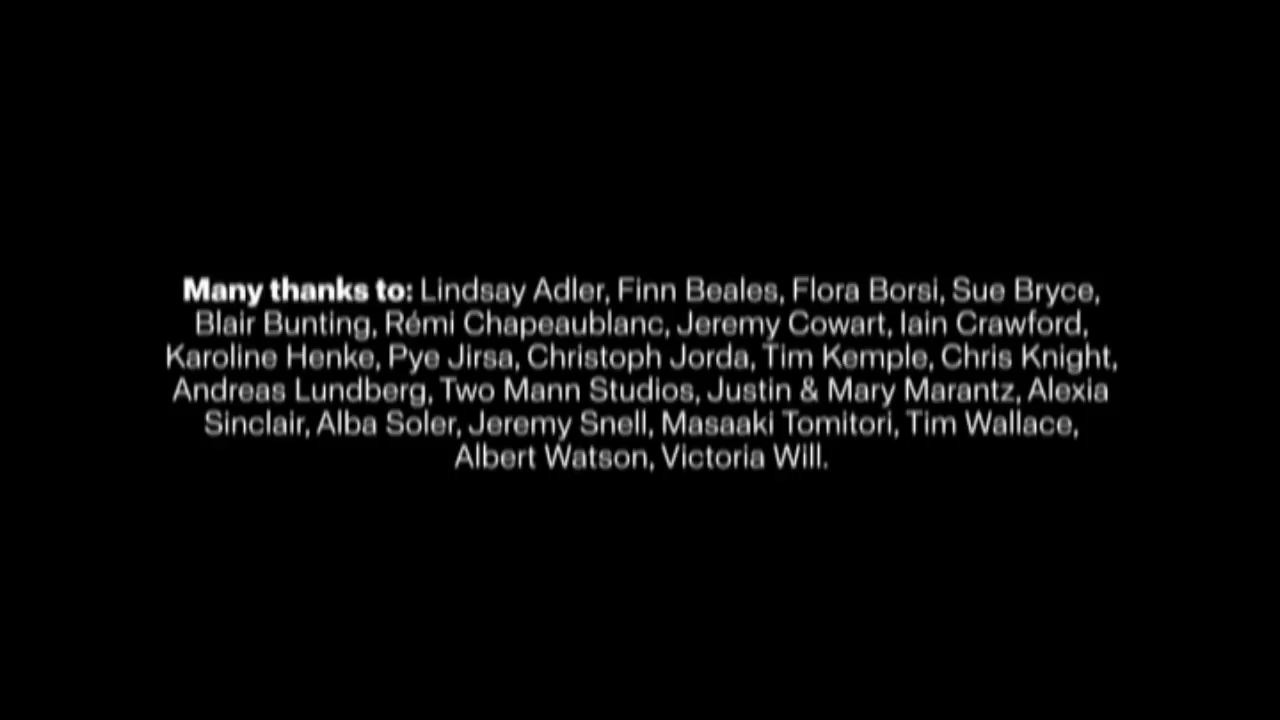 Many thanks to: Lindsay Adler, Finn Beales, Flora Borsi, Sue Bryce,
Blair Bunting, Rémi Chapeaublanc, Jeremy Cowart, Iain Crawford,
Karoline Henke, Pye Jirsa, Christoph Jorda, Tim Kemple, Chris Knight,
Andreas Lundberg, Two Mann Studios, Justin & Mary Marantz, Alexia
Sinclair, Alba Soler, Jeremy Snell, Masaaki Tomitori, Tim Wallace,
Albert Watson, Victoria Will.